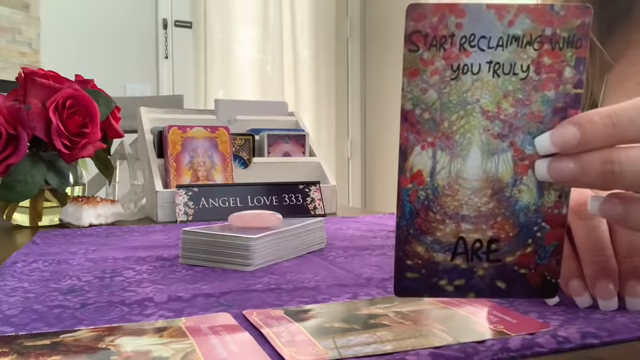 START RECLAIMING WHO
YOU TRULY
ARE
ANGEL LOVE 333